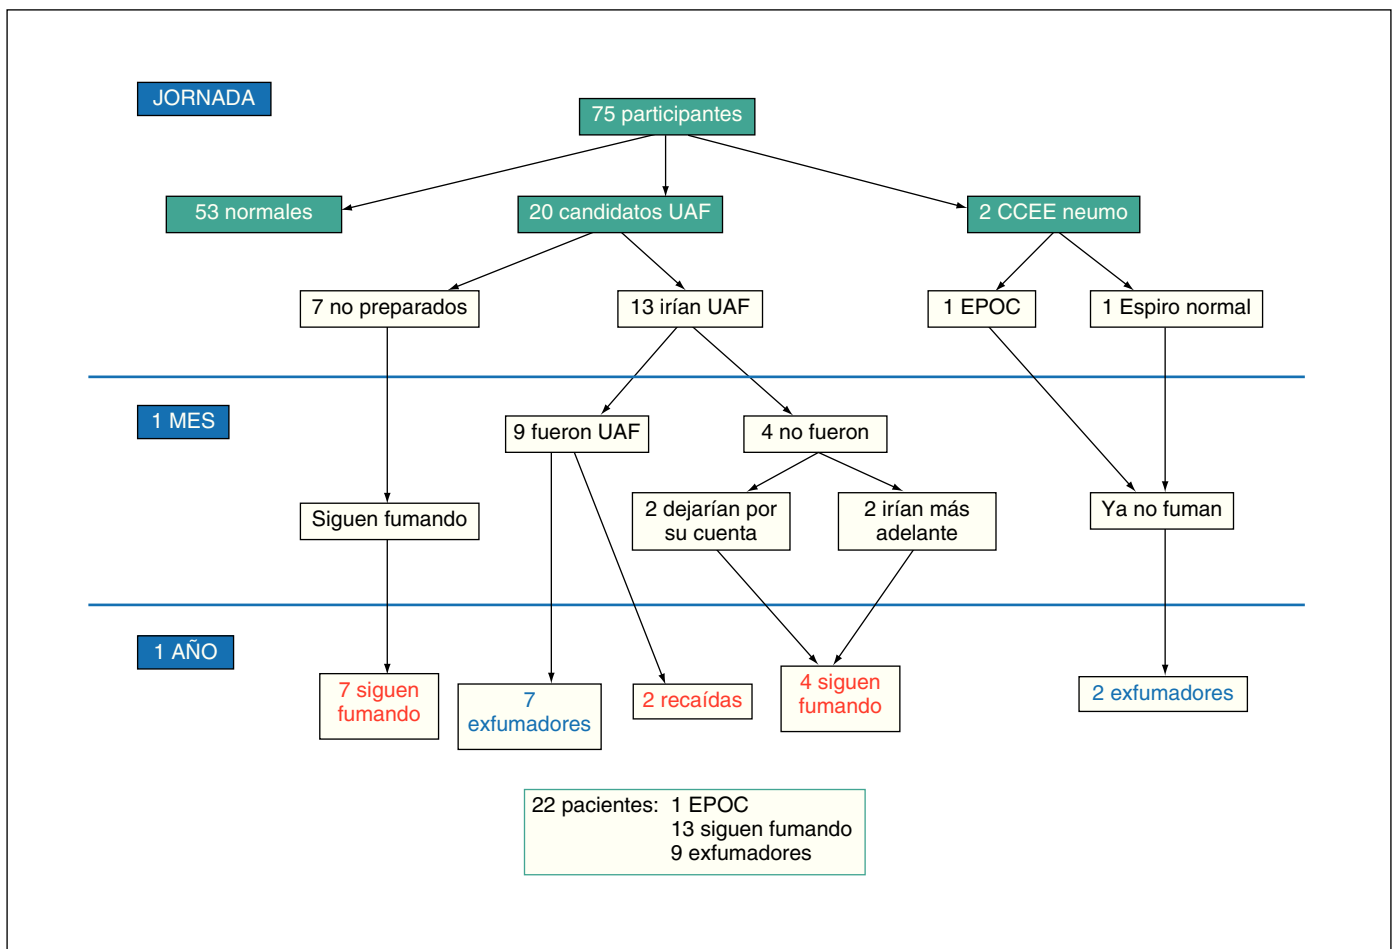 JORNADA
75 participantes
53 normales
20 candidatos UAF
2 CCEE neumo
7 no preparados
13 irían UAF
1 EPOC
1 Espiro normal
1 MES
9 fueron UAF
4 no fueron
Siguen fumando
2 dejarían por
su cuenta
2 irían más
adelante
Ya no fuman
1 AÑO
7 siguen
fumando
7
exfumadores
2 recaídas
4 siguen
fumando
2 exfumadores
22 pacientes: 1 EPOC
13 siguen fumando
9 exfumadores